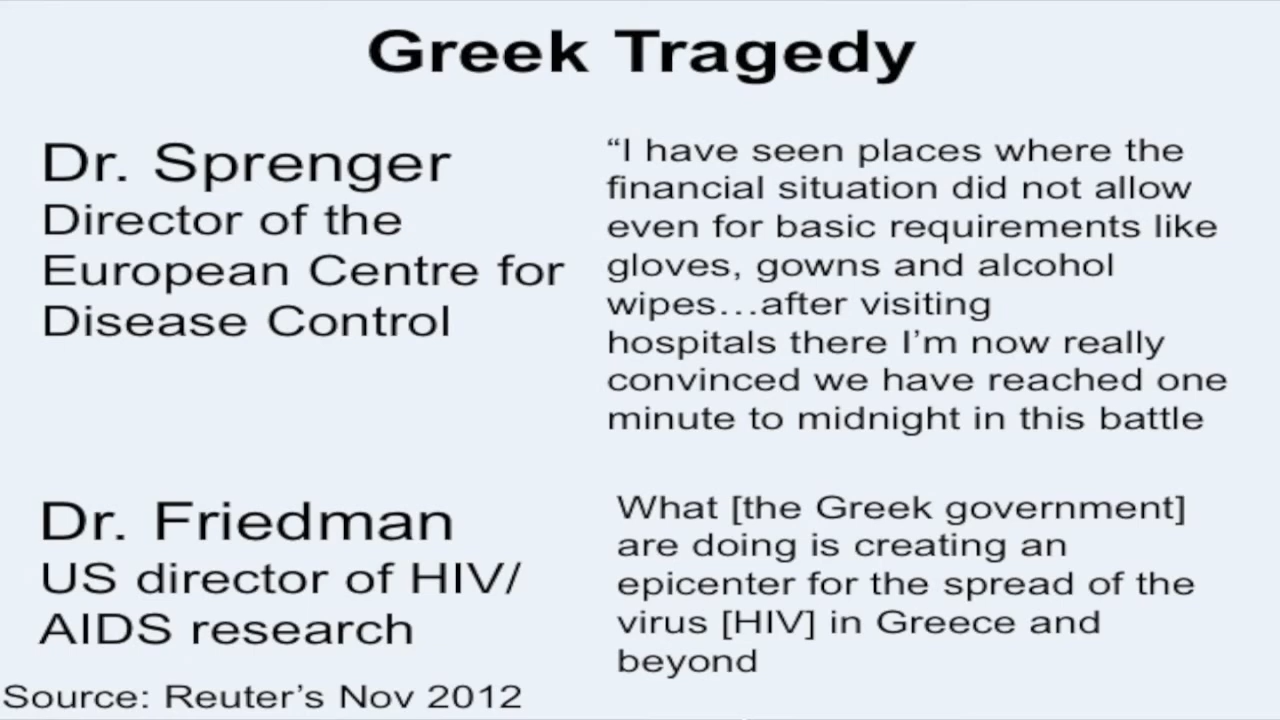 Greek Tragedy
Dr. Sprenger
Director of the
European Centre for
Disease Control
“I have seen places where the
financial situation did not allow
even for basic requirements like
gloves, gowns and alcohol
wipes…after visiting
hospitals there I’m now really
convinced we have reached one
minute to midnight in this battle
Dr. Friedman
US director of HIV/
AIDS research
What [the Greek government]
are doing is creating an
epicenter for the spread of the
virus [HIV] in Greece and
beyond
Source: Reuter’s Nov 2012